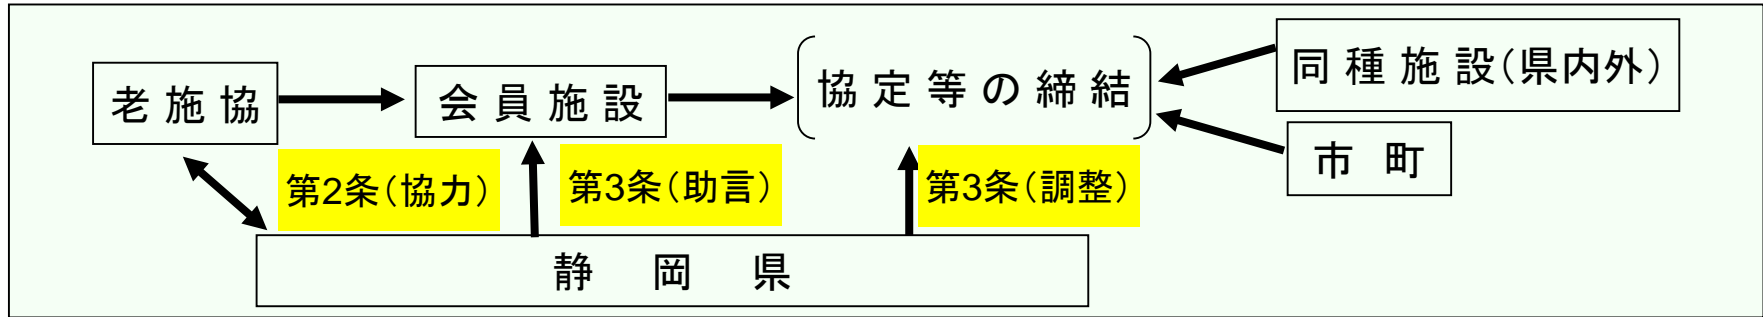 老施協
会員施設
協定等の締結
同種施設(県内外)
市町
第2条(協力)
第3条(助言)
第3条(調整)
静岡県